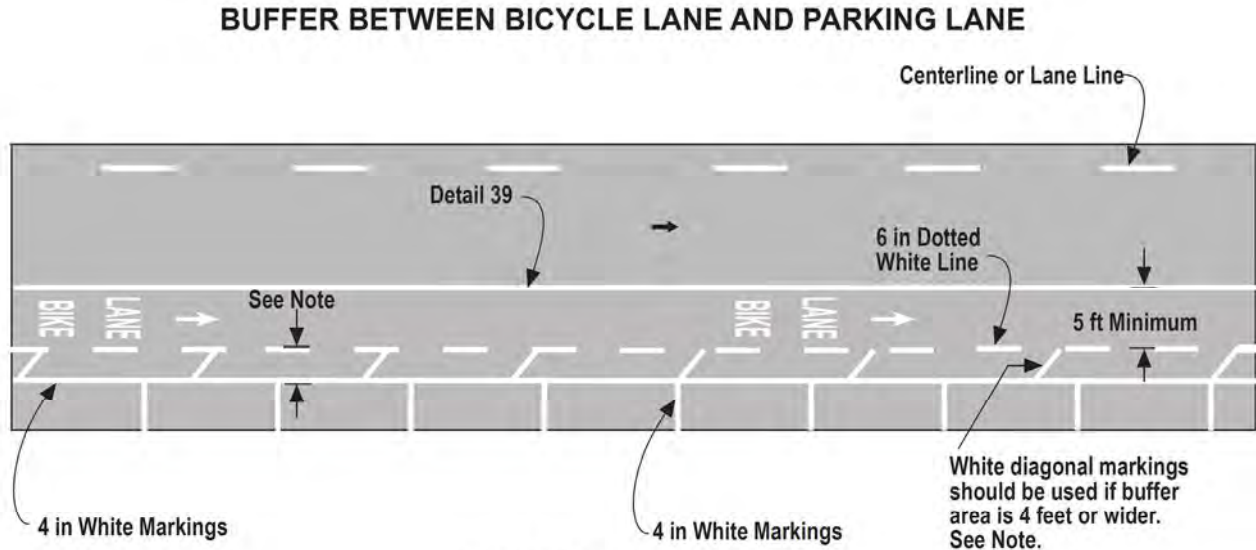 BUFFER BETWEEN BICYCLE LANE AND PARKING LANE
Centerline or Lane Line
Detail 39
6 in Dotted
White Line
See Note
BIKE
LANE
BIKE
LANE
5 ft Minimum
4 in White Markings
4 in White Markings
White diagonal markings
should be used if buffer
area is 4 feet or wider.
See Note.